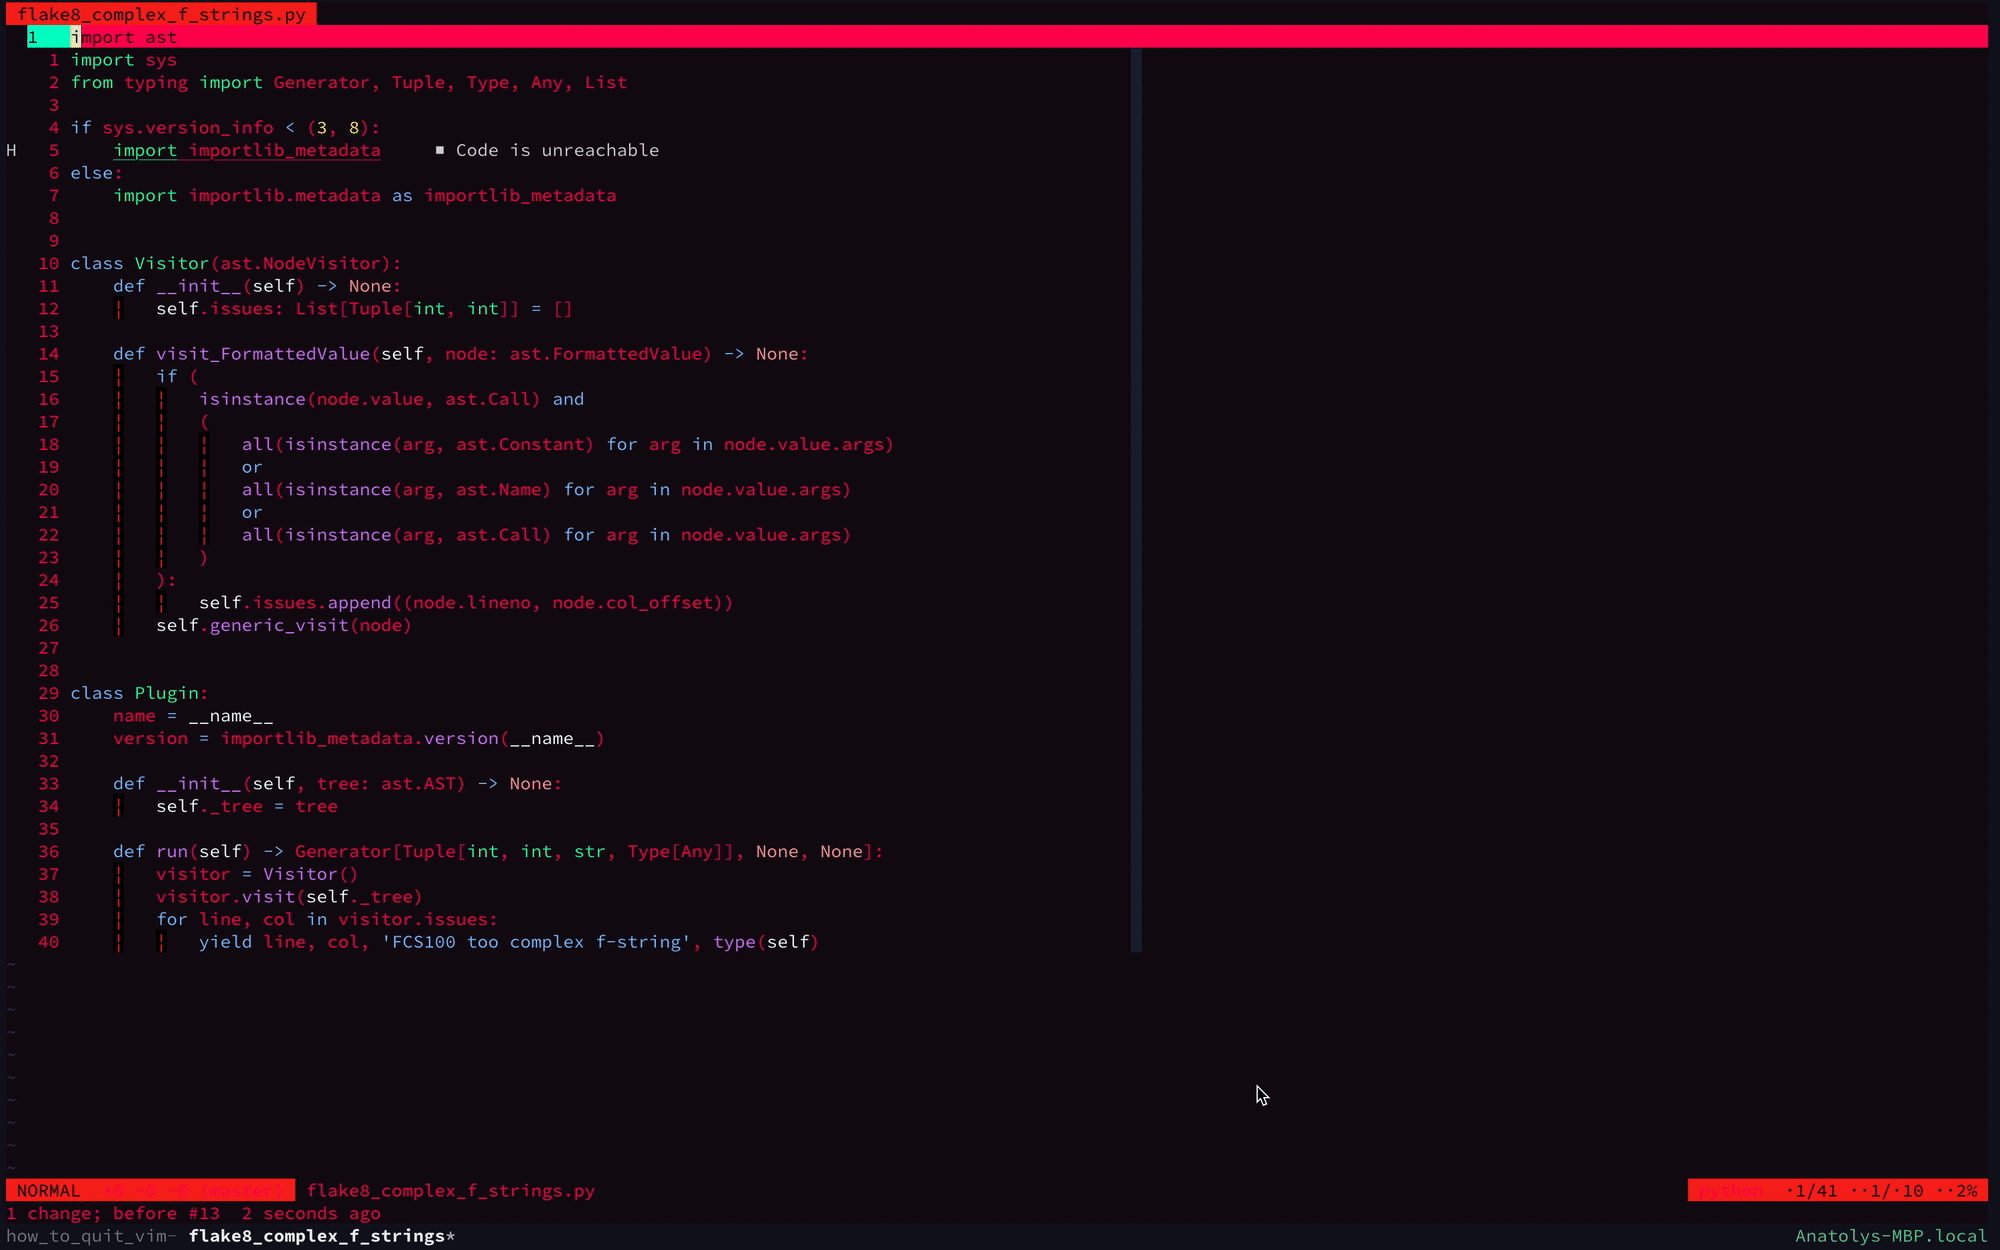 flake8_complex_f_strings.py
1 import ast
1 import sys
2 from typing import Generator, Tuple, Type, Any, List
3
4 if sys.version_info < (3, 8):
H 5 import importlib_metadata ■ Code is unreachable
6 else:
7 import importlib.metadata as importlib_metadata
8
9
10 class Visitor(ast.NodeVisitor):
11 def __init__(self) -> None:
12 ¦ self.issues: List[Tuple[int, int]] = []
13
14 def visit_FormattedValue(self, node: ast.FormattedValue) -> None:
15 ¦ if (
16 ¦ ¦ isinstance(node.value, ast.Call) and
17 ¦ ¦ (
18 ¦ ¦ ¦ all(isinstance(arg, ast.Constant) for arg in node.value.args)
19 ¦ ¦ ¦ or
20 ¦ ¦ ¦ all(isinstance(arg, ast.Name) for arg in node.value.args)
21 ¦ ¦ ¦ or
22 ¦ ¦ ¦ all(isinstance(arg, ast.Call) for arg in node.value.args)
23 ¦ ¦ )
24 ¦ ):
25 ¦ ¦ self.issues.append((node.lineno, node.col_offset))
26 ¦ self.generic_visit(node)
27
28
29 class Plugin:
30 name = __name__
31 version = importlib_metadata.version(__name__)
32
33 def __init__(self, tree: ast.AST) -> None:
34 ¦ self._tree = tree
35
36 def run(self) -> Generator[Tuple[int, int, str, Type[Any]], None, None]:
37 ¦ visitor = Visitor()
38 ¦ visitor.visit(self._tree)
39 ¦ for line, col in visitor.issues:
40 ¦ ¦ yield line, col, 'FCS100 too complex f-string', type(self)
~
~
~
~
~
~
~
~
~
~
NORMAL (master) flake8_complex_f_strings.py python ·1/41 ··1/·10 ··2%
1 change; before #13 2 seconds ago
how_to_quit_vim- flake8_complex_f_strings* Anatolys-MBP.local